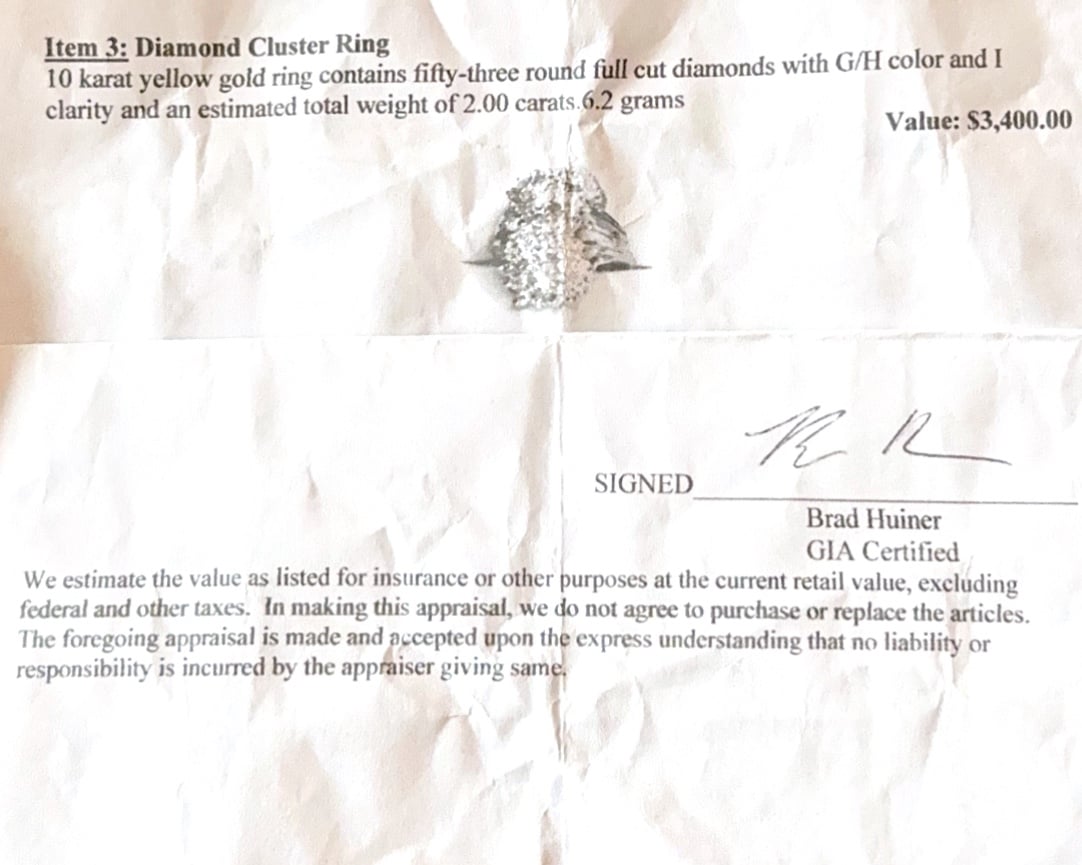 Item 3: Diamond Cluster Ring
10 karat yellow gold ring contains fifty-three round full cut diamonds with G/H color and I
clarity and an estimated total weight of 2.00 carats.6.2 grams
Value: $3,400.00
SIGNED
Brad Huiner
GIA Certified
We estimate the value as listed for insurance or other purposes at the current retail value, excluding
federal and other taxes. In making this appraisal, we do not agree to purchase or replace the articles.
The foregoing appraisal is made and accepted upon the express understanding that no liability or
responsibility is incurred by the appraiser giving same.